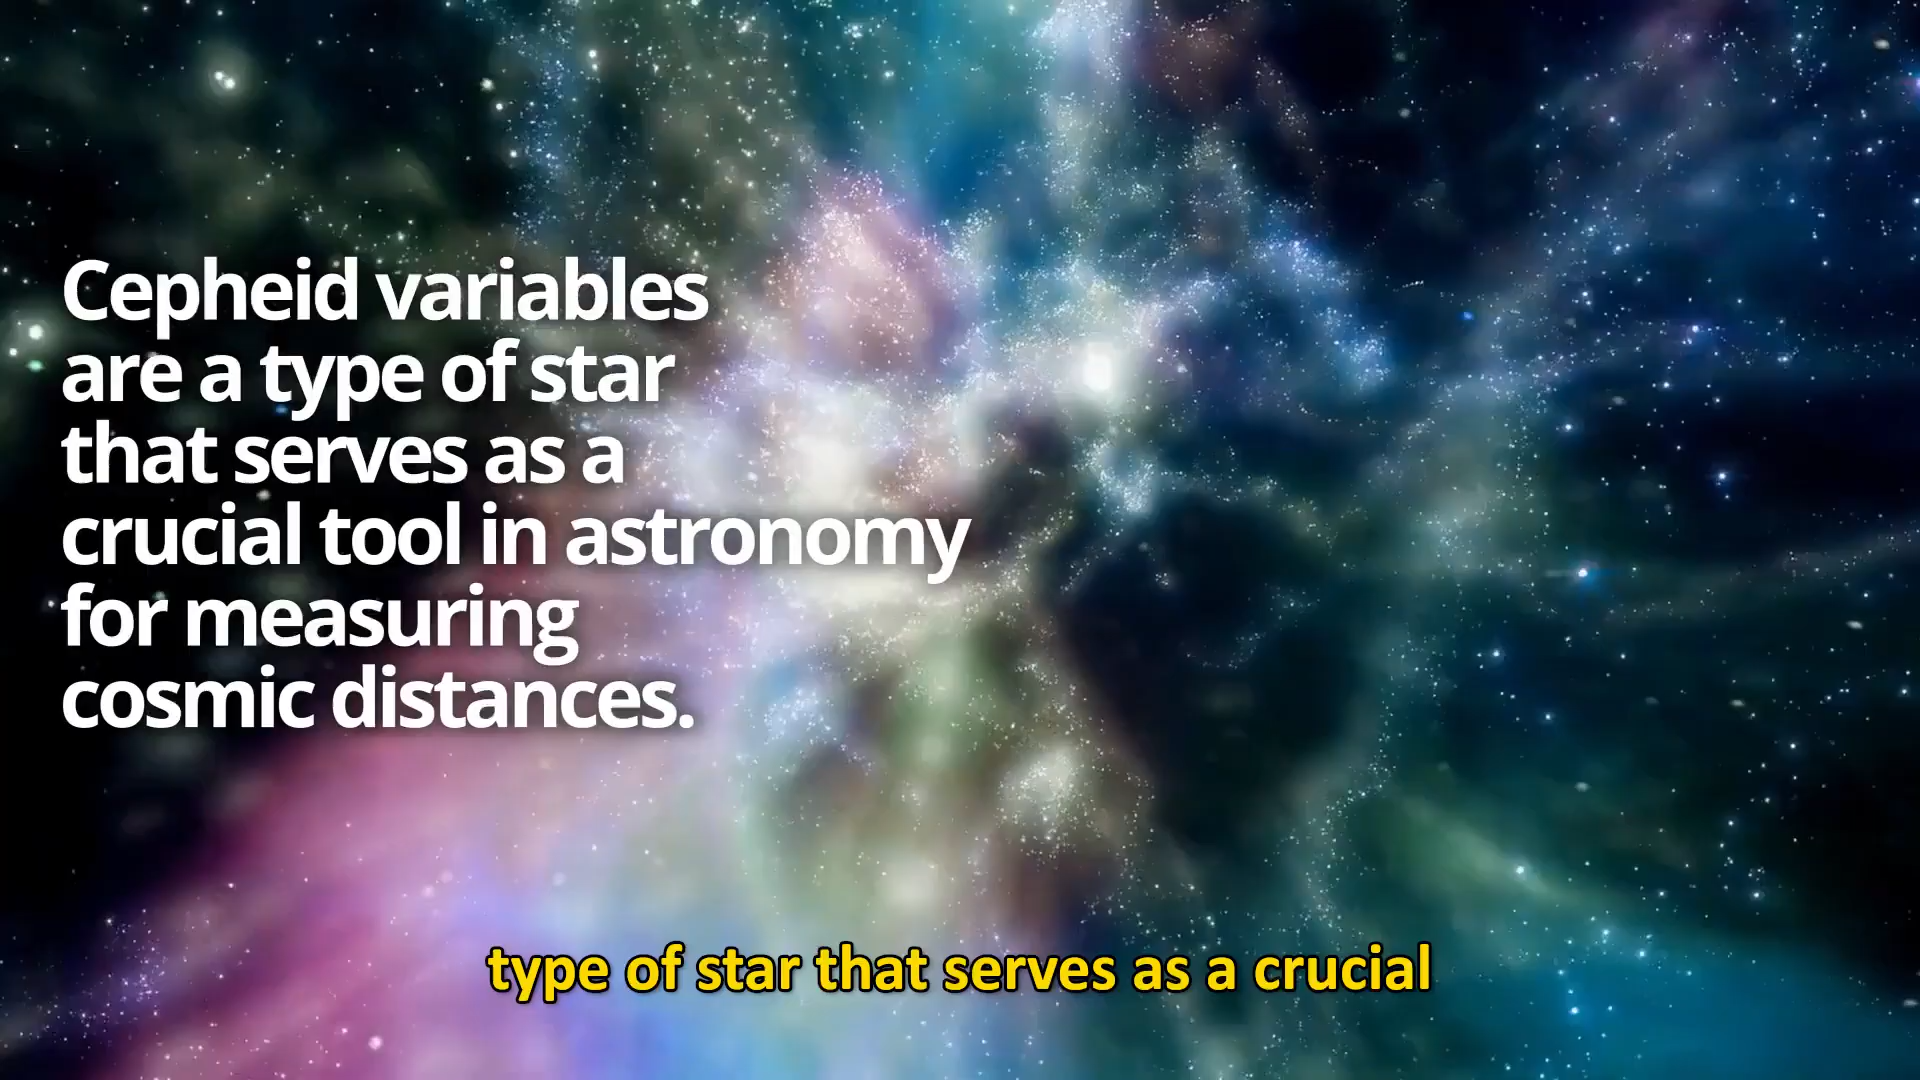 Cepheid variables
are a type of star
that serves as a
crucial tool in astronomy
for measuring
cosmic distances.
type of star that serves as a crucial